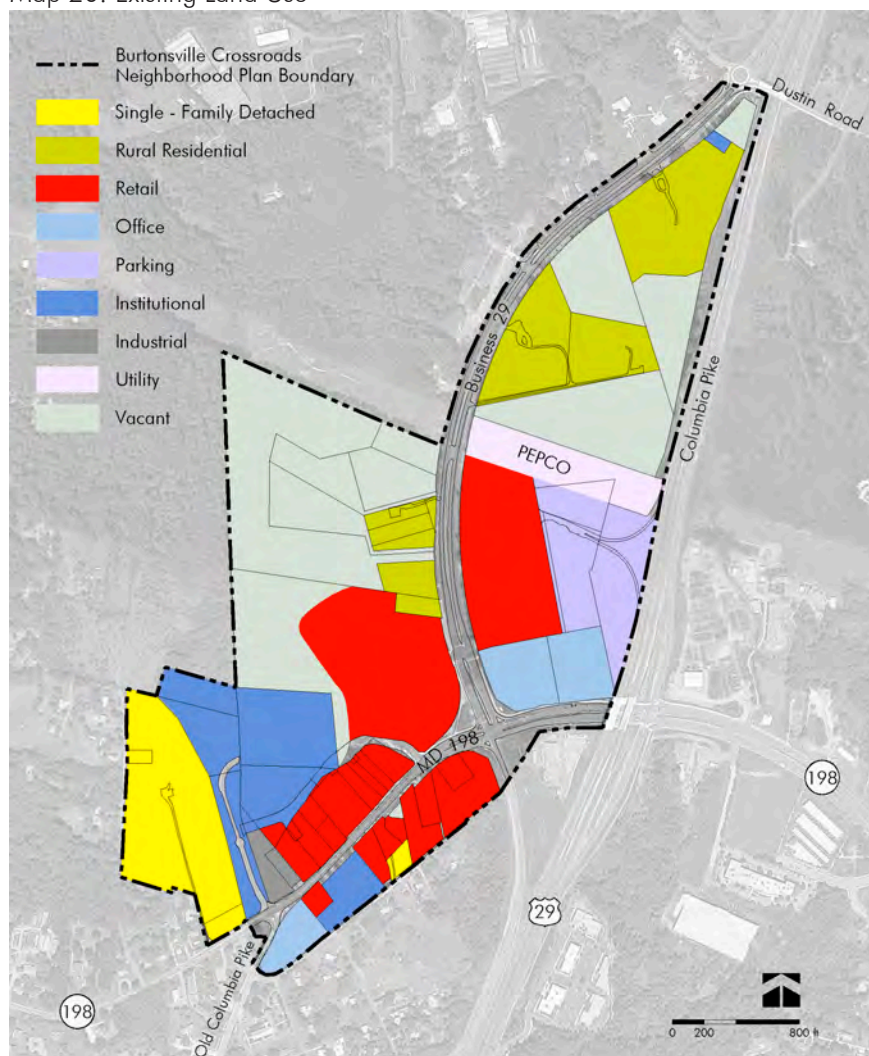 Map 20: Existing Land Use
Burtonsville Crossroads
Neighborhood Plan Boundary
Single - Family Detached
Rural Residential
Retail
Office
Parking
Institutional
Industrial
Utility
Vacant
Dustin Road
Business 29
Columbia Pike
PEPCO
MD 198
198
29
Old Columbia Pike
198
0 200 800 ft